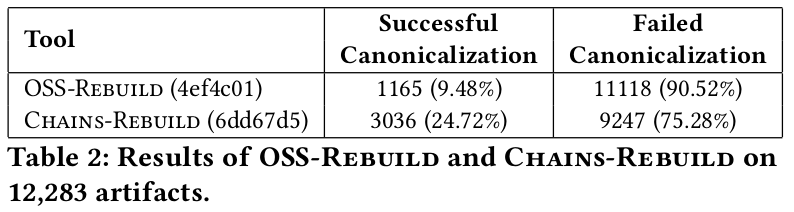 Tool Successful Canonicalization Failed Canonicalization
OSS-Rebuild (4ef4c01) 1165 (9.48%) 11118 (90.52%)
Chains-Rebuild (6dd67d5) 3036 (24.72%) 9247 (75.28%)
Table 2: Results of OSS-Rebuild and Chains-Rebuild on
12,283 artifacts.